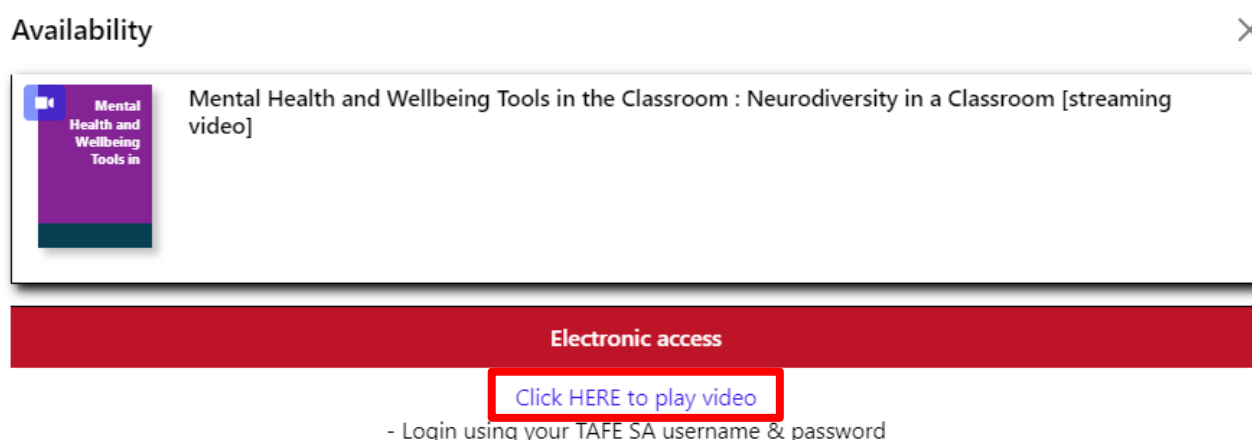 Availability
Mental
Health and
Wellbeing
Tools in
Mental Health and Wellbeing Tools in the Classroom : Neurodiversity in a Classroom [streaming
video]
Electronic access
Click HERE to play video
- Login using your TAFE SA username & password